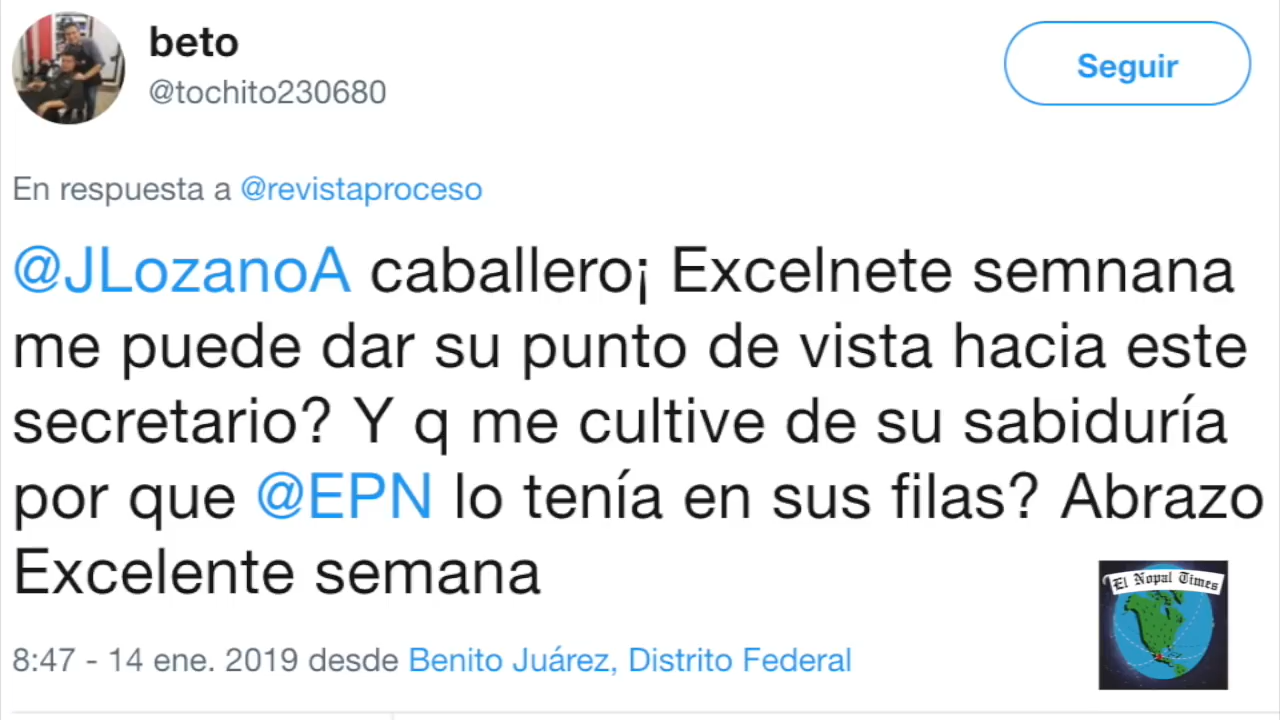 beto
@tochito230680
Seguir
En respuesta a @revistaproceso
@JLozanoA caballero¡ Excelnete semnana
me puede dar su punto de vista hacia este
secretario? Y q me cultive de su sabiduría
por que @EPN lo tenía en sus filas? Abrazo
Excelente semana
El Nopal Times
8:47 - 14 ene. 2019 desde Benito Juárez, Distrito Federal